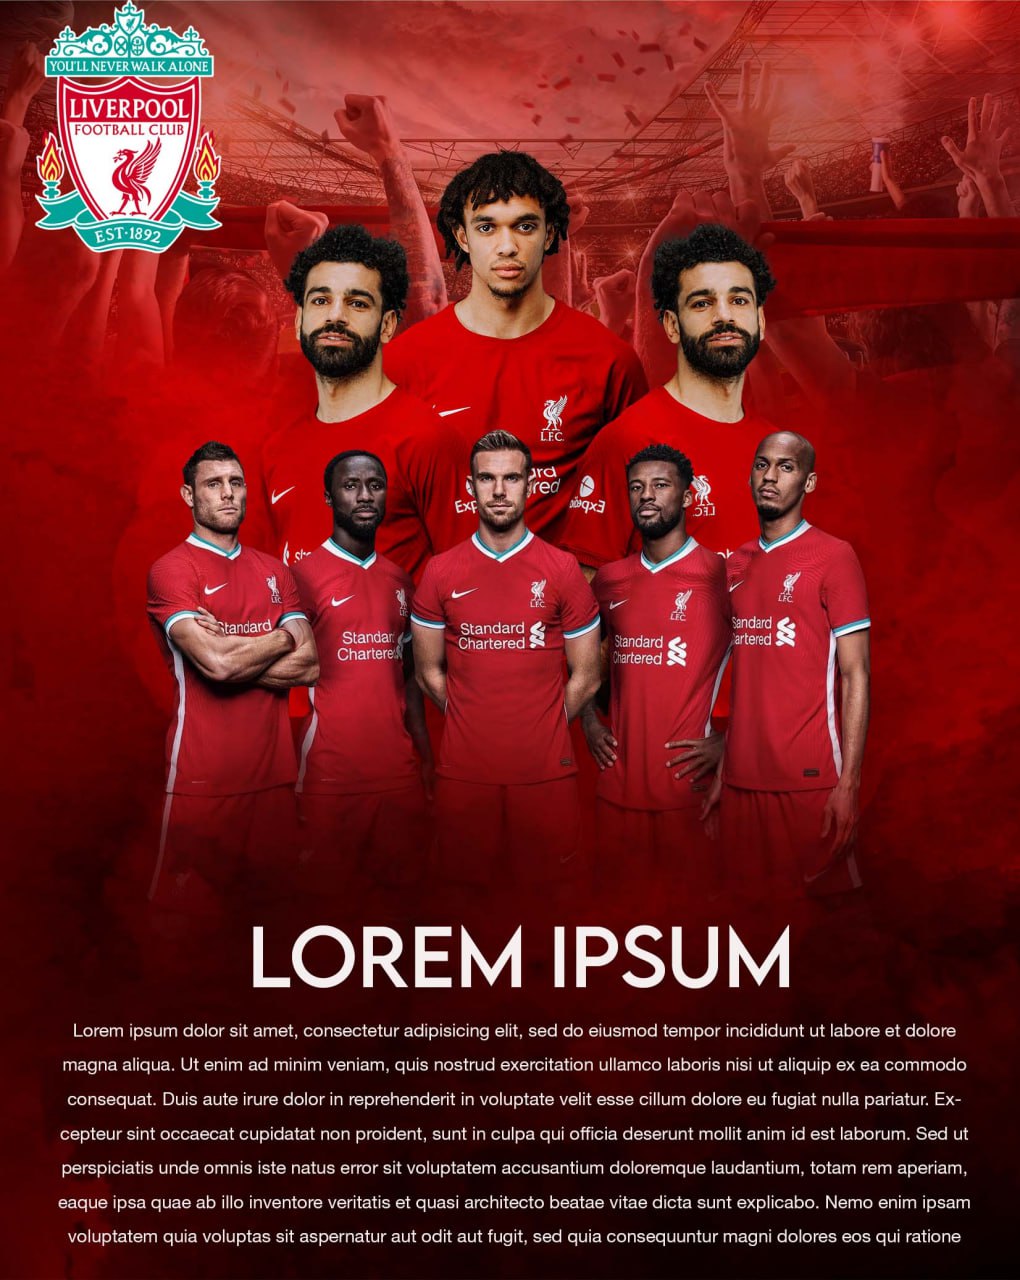 YOU'LL NEVER WALK ALONE
LIVERPOOL
FOOTBALL CLUB
EST·1892
L.F.C.
Standard
Chartered
L.F.C.
Standard
L.F.C.
Standard
Chartered
L.F.C.
Standard
Chartered
L.F.C.
Standard
Chartered
LOREM IPSUM
Lorem ipsum dolor sit amet, consectetur adipisicing elit, sed do eiusmod tempor incididunt ut labore et dolore
magna aliqua. Ut enim ad minim veniam, quis nostrud exercitation ullamco laboris nisi ut aliquip ex ea commodo
consequat. Duis aute irure dolor in reprehenderit in voluptate velit esse cillum dolore eu fugiat nulla pariatur. Ex-
cepteur sint occaecat cupidatat non proident, sunt in culpa qui officia deserunt mollit anim id est laborum. Sed ut
perspiciatis unde omnis iste natus error sit voluptatem accusantium doloremque laudantium, totam rem aperiam,
eaque ipsa quae ab illo inventore veritatis et quasi architecto beatae vitae dicta sunt explicabo. Nemo enim ipsam
voluptatem quia voluptas sit aspernatur aut odit aut fugit, sed quia consequuntur magni dolores eos qui ratione